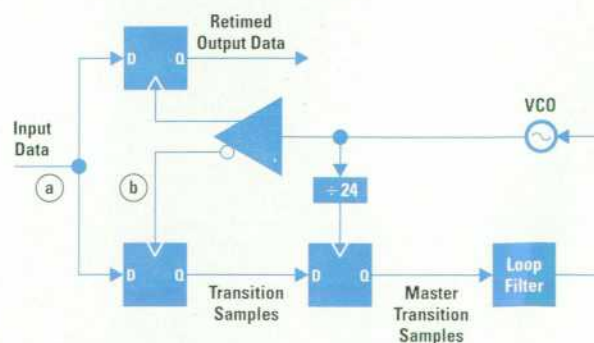 Retimed
Output Data
D Q
VCO
Input
Data
a
b
÷24
D Q
D Q
Loop
Filter
Transition
Samples
Master
Transition
Samples